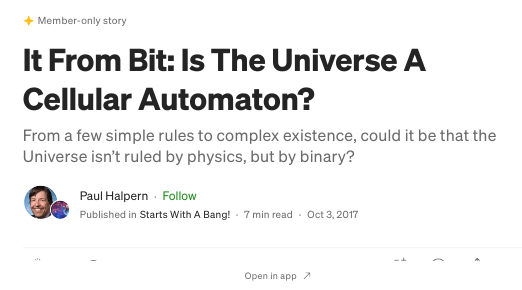 Member-only story
It From Bit: Is The Universe A
Cellular Automaton?
From a few simple rules to complex existence, could it be that the
Universe isn’t ruled by physics, but by binary?
Paul Halpern · Follow
Published in Starts With A Bang! · 7 min read · Oct 3, 2017
Open in app ↗